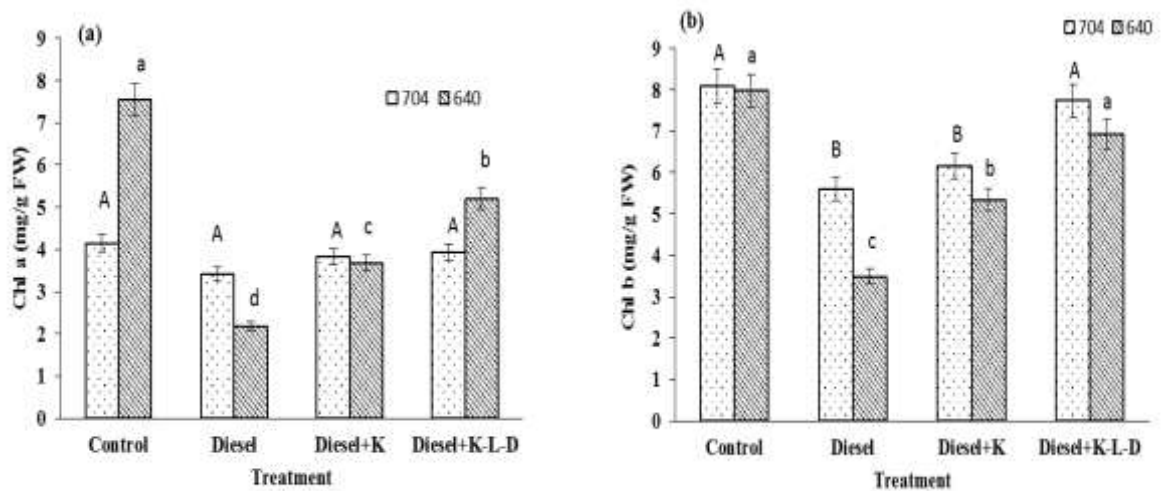 (a)
9
8
7
6
5
4
3
2
1
0
Chl a (mg/g FW)
704 640
A a
A d
A c
A b
Control Diesel Diesel+K Diesel+K-L-D
Treatment
(b)
704 640
9
8
7
6
5
4
3
2
1
0
Chl b (mg/g FW)
A a
B c
B b
A a
Control Diesel Diesel+K Diesel+K-L-D
Treatment